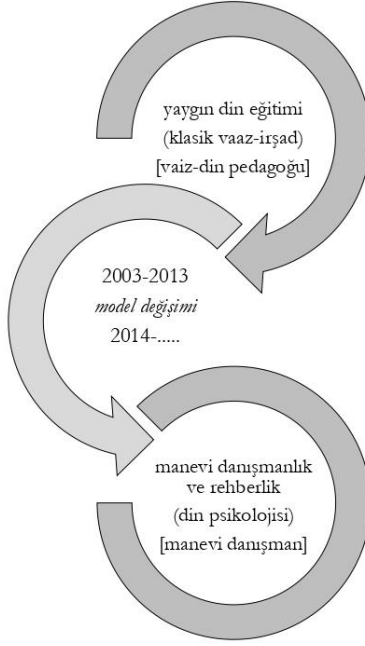 yaygın din eğitimi
(klasik vaaz-irşad)
[vaiz-din pedagoğu]
2003-2013
model değişimi
2014-.....
manevi danışmanlık
ve rehberlik
(din psikolojisi)
[manevi danışman]